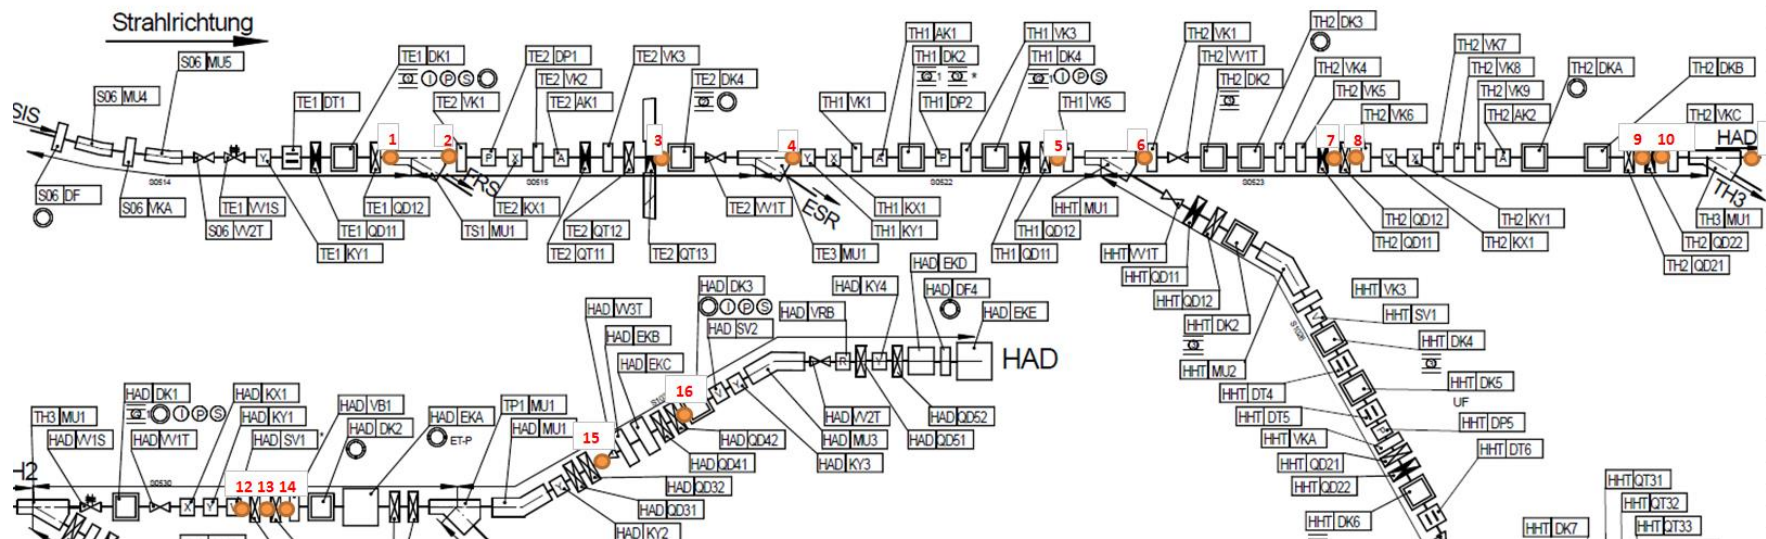 Strahlrichtung
SIS
S06 MU4
S06 MU5
TE1 DT1
TE1 DK1
I P S
TE2 VK1
TE2 DP1
TE2 VK2
TE2 AK1
TE2 VK3
TE2 DK4
TH1 VK1
TH1 AK1
TH1 DK2
TH1 DP2
TH1 VK3
TH1 DK4
I P S
TH1 VK5
TH2 VK1
TH2 VV1T
TH2 DK2
TH2 DK3
TH2 VK4
TH2 VK5
TH2 VK6
TH2 VK7
TH2 VK8
TH2 VK9
TH2 AK2
TH2 DKA
TH2 DKB
TH2 VKC
HAD
1
2
3
4
5
6
7
8
9
10
Y
P
X
A
Y
X
A
P
Y
X
A
00514
00515
00522
00523
FRS
ESR
TH3
S06 DF
S06 VKA
S06 VV2T
TE1 VV1S
TE1 KY1
TE1 QD11
TE1 QD12
TS1 MU1
TE2 KX1
TE2 QT11
TE2 QT12
TE2 QT13
TE2 VV1T
TE3 MU1
TH1 KX1
TH1 KY1
TH1 QD11
TH1 QD12
HHT MU1
TH2 QD12
TH2 QD11
TH2 KX1
TH2 KY1
TH2 QD21
TH2 QD22
TH3 MU1
HHT VV1T
HHT QD11
HHT QD12
HHT DK2
HHT MU2
HHT VK3
HHT SV1
HHT DK4
HHT DK5
UF
HHT DT4
HHT DT5
HHT DP5
HHT VKA
HHT DT6
HHT QD21
HHT QD22
HHT DK6
HHT DK7
HHT QT31
HHT QT32
HHT QT33
HAD VV3T
HAD EKB
HAD EKC
HAD DK3
I P S
HAD SV2
HAD VRB
HAD KY4
HAD EKD
HAD DF4
HAD EKE
HAD
V
Y
R
Y
16
15
HAD VV2T
HAD MU3
HAD KY3
HAD QD52
HAD QD51
HAD QD42
HAD QD41
HAD QD32
HAD QD31
HAD KY2
TH3 MU1
HAD VV1S
HAD DK1
I P S
HAD VV1T
HAD KX1
HAD KY1
HAD SV1
HAD VB1
HAD DK2
HAD EKA
ET-P
TP1 MU1
HAD MU1
00530
12
13
14
X
Y